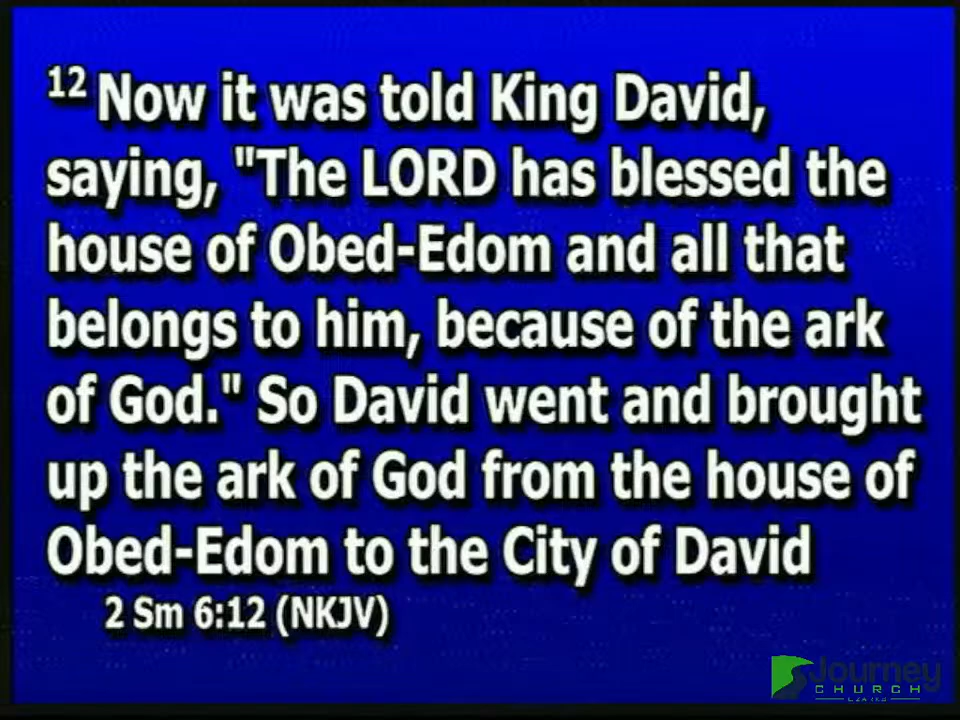 12 Now it was told King David,
saying, "The LORD has blessed the
house of Obed-Edom and all that
belongs to him, because of the ark
of God." So David went and brought
up the ark of God from the house of
Obed-Edom to the City of David
2 Sm 6:12 (NKJV)
Journey
CHURCH